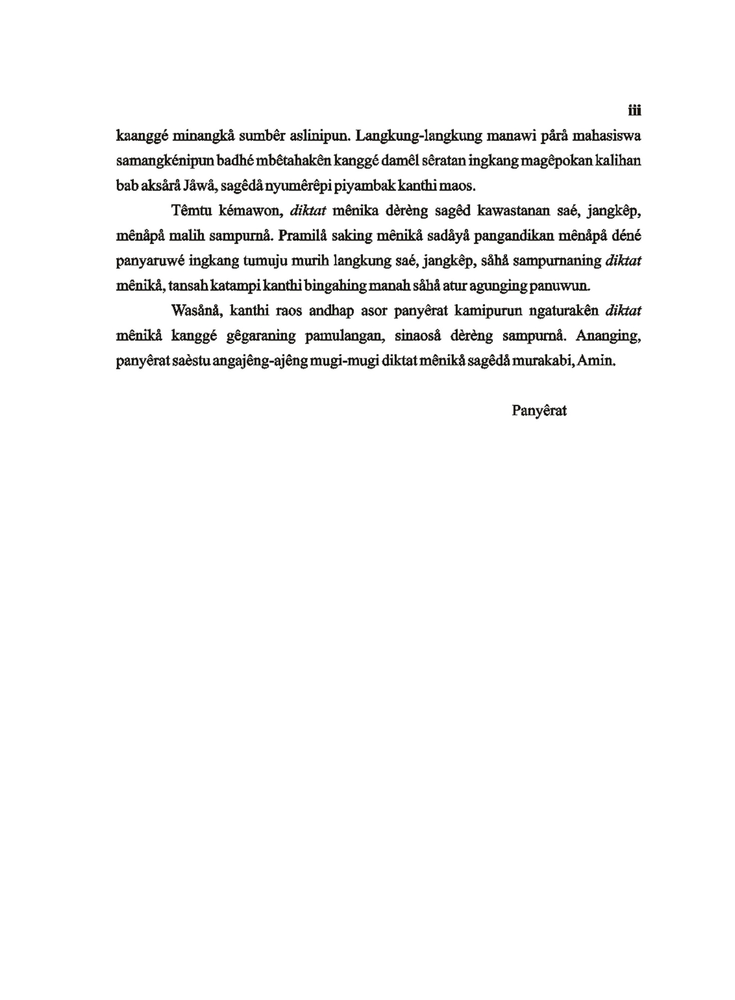 iii
kaanggé minangkå sumbêr aslinipun. Langkung-langkung manawi pårå mahasiswa
samangkénipun badhé mbêtahakên kanggé damêl sêratan ingkang magêpokan kalihan
bab aksårå Jåwå, sagêdå nyumêrêpi piyambak kanthi maos.
Têmtu kémawon, diktat mênika dèrèng sagêd kawastanan saé, jangkêp,
mênåpå malih sampurnå. Pramilå saking mênikå sadåyå pangandikan mênåpå déné
panyaruwé ingkang tumuju murih langkung saé, jangkêp, såhå sampurnaning diktat
mênikå, tansah katampi kanthi bingahing manah såhå atur agunging panuwun.
Wasånå, kanthi raos andhap asor panyêrat kamipurun ngaturakên diktat
mênikå kanggé gêgaraning pamulangan, sinaoså dèrèng sampurnå. Ananging,
panyêrat saèstu angajêng-ajêng mugi-mugi diktat mênikå sagêdå murakabi, Amin.
Panyêrat